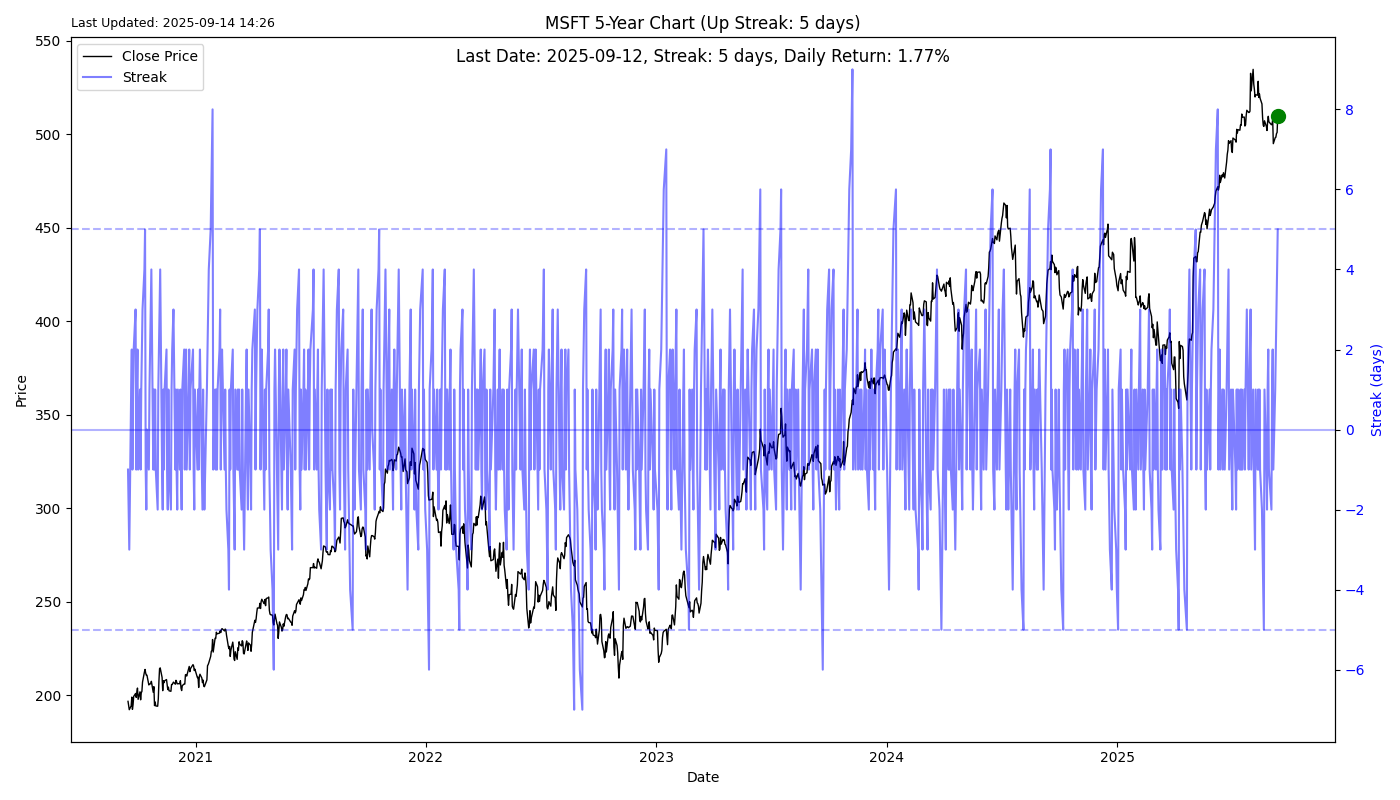 Last Updated: 2025-09-14 14:26
MSFT 5-Year Chart (Up Streak: 5 days)
Last Date: 2025-09-12, Streak: 5 days, Daily Return: 1.77%
Close Price
Streak
550
500
450
400
350
300
250
200
Price
8
6
4
2
0
−2
−4
−6
Streak (days)
2021
2022
2023
2024
2025
Date